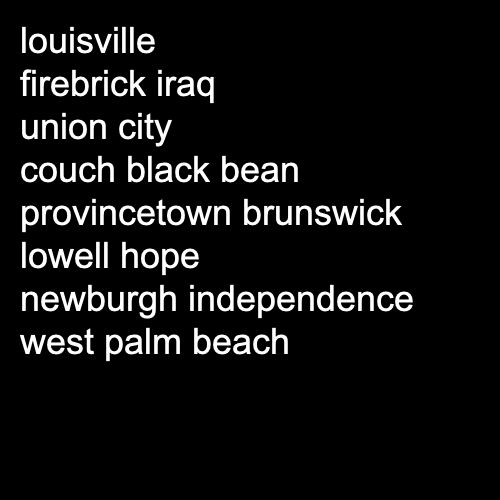 louisville
firebrick iraq
union city
couch black bean
provincetown brunswick
lowell hope
newburgh independence
west palm beach